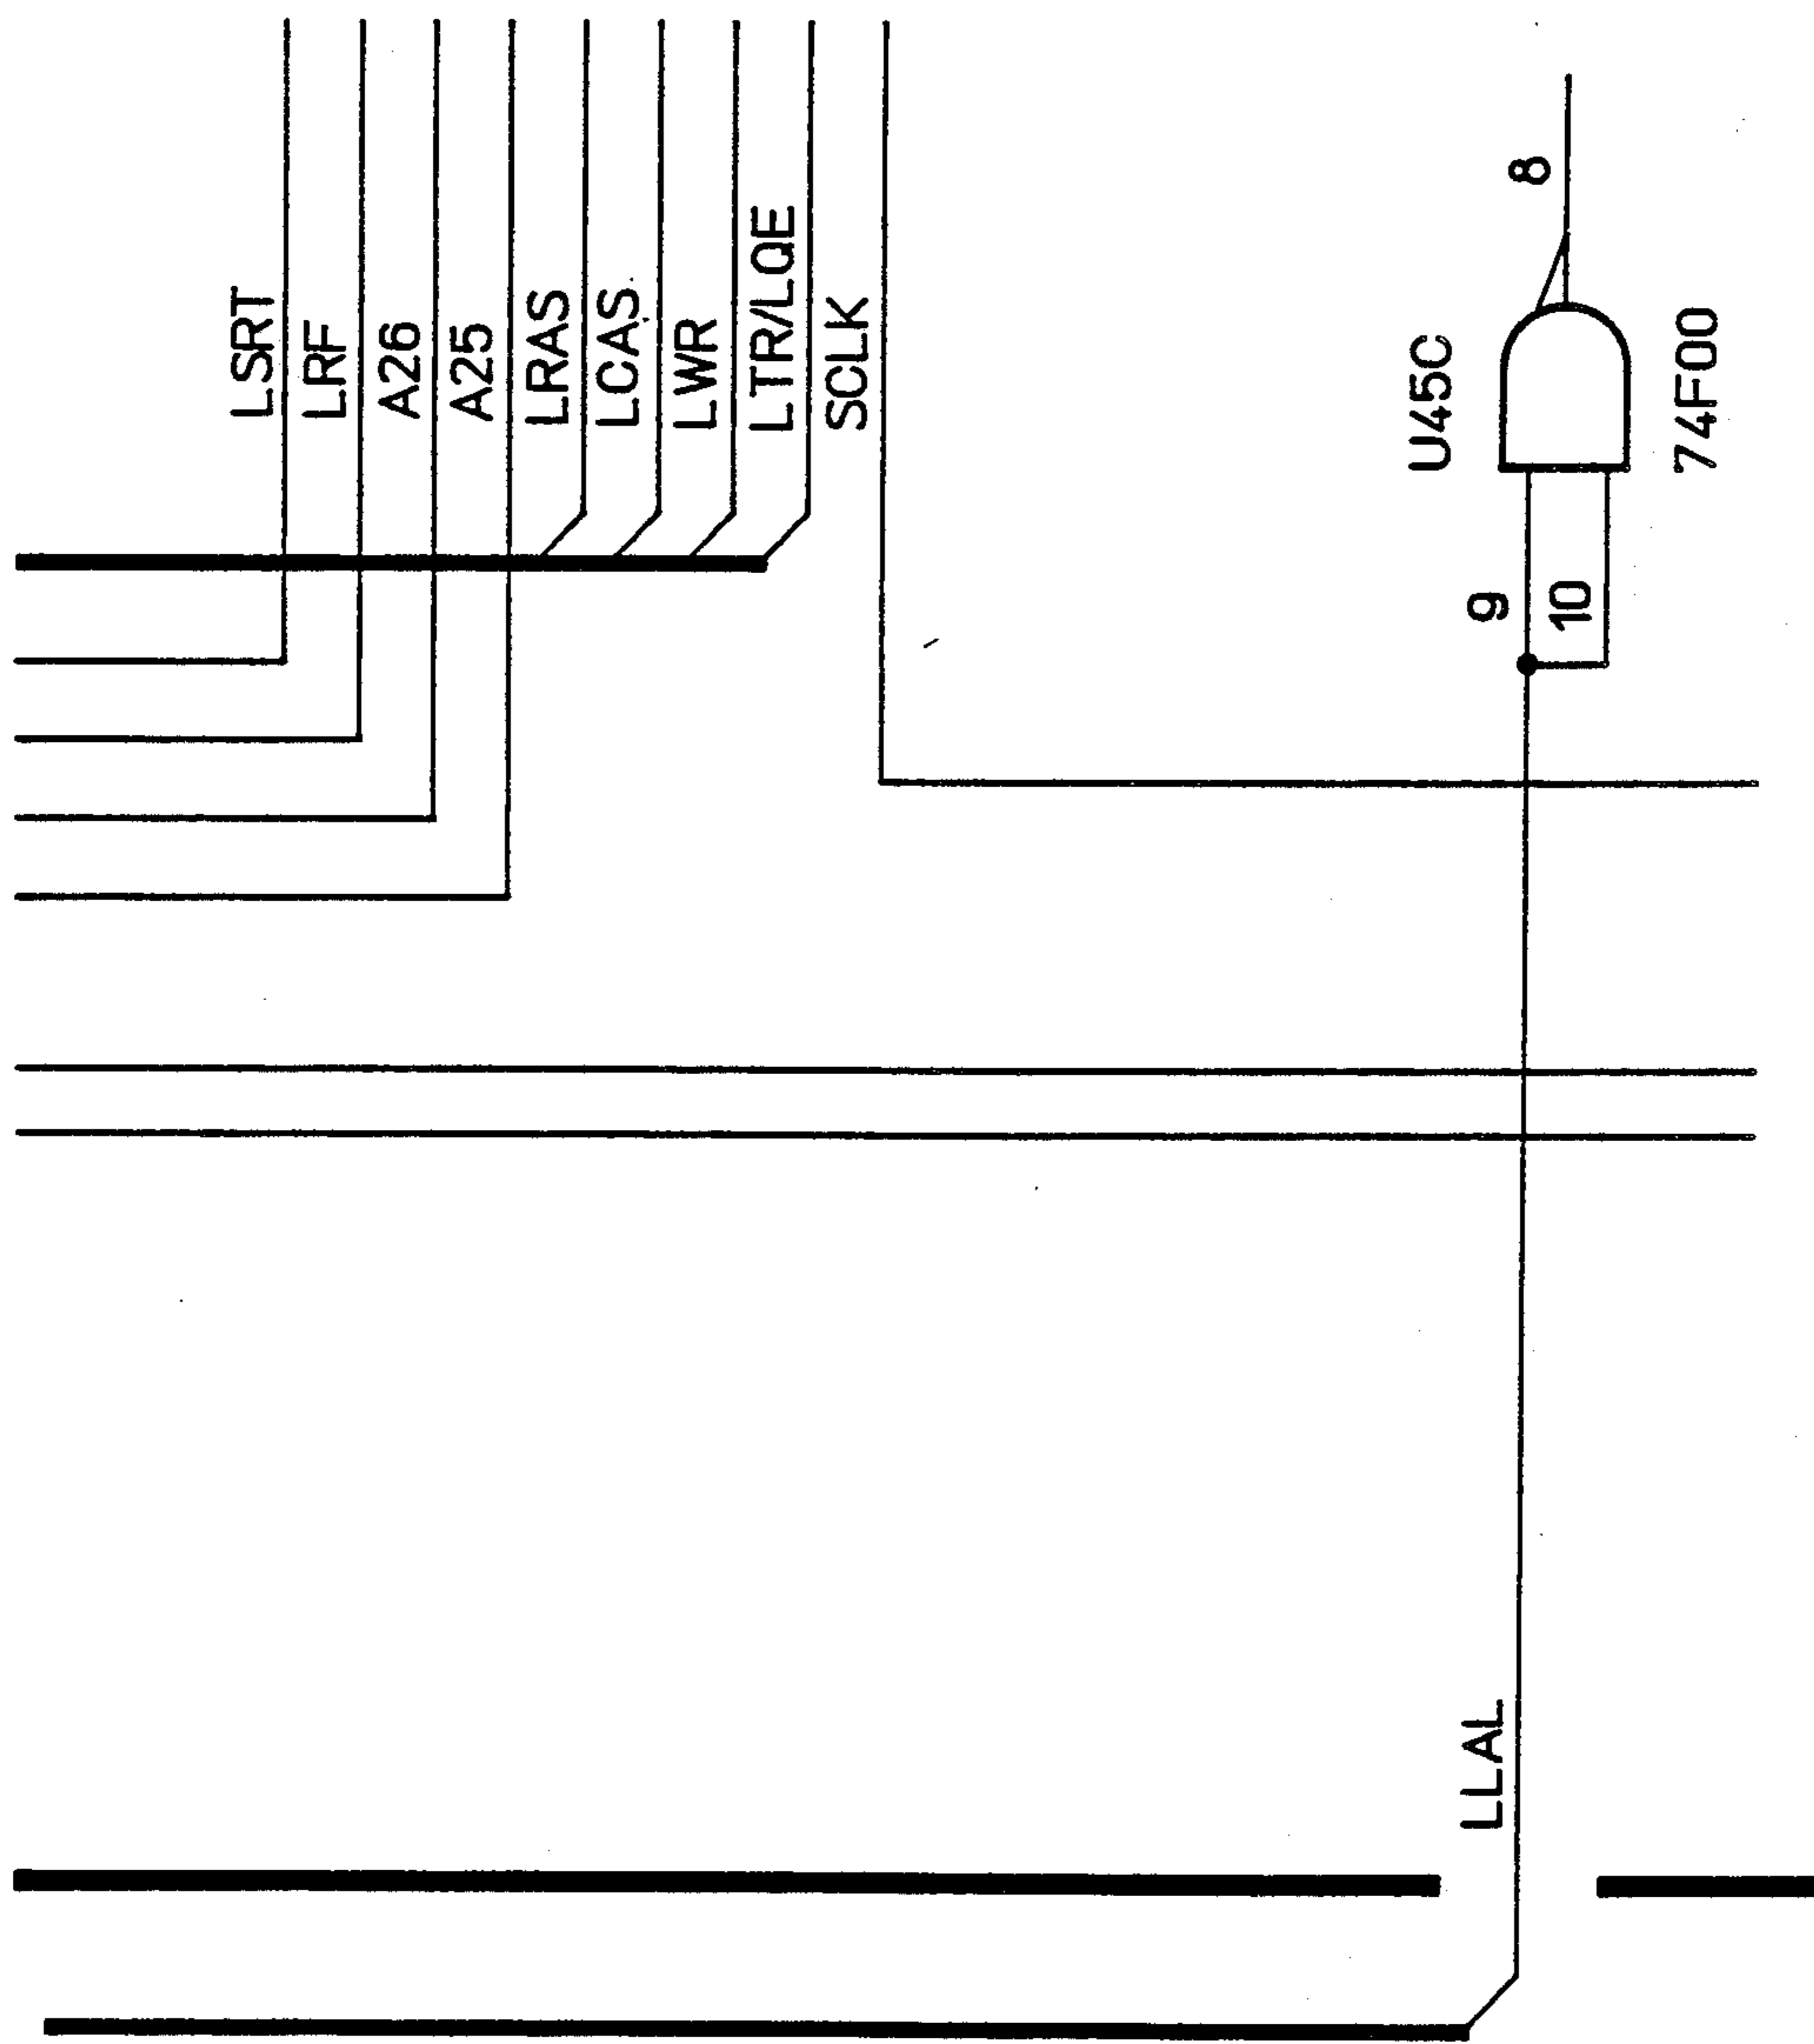 LSRT
LRF
A26
A25
LRAS
LCAS
LWR
LTR/LQE
SCLK
U45C
8
9
10
74F00
LLAL